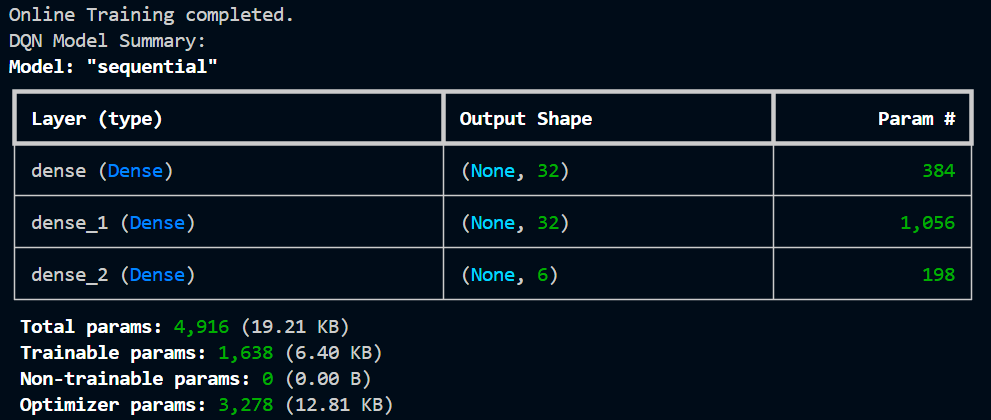 Online Training completed.
DQN Model Summary:
Model: "sequential"
Layer (type) Output Shape Param #
dense (Dense) (None, 32) 384
dense_1 (Dense) (None, 32) 1,056
dense_2 (Dense) (None, 6) 198
Total params: 4,916 (19.21 KB)
Trainable params: 1,638 (6.40 KB)
Non-trainable params: 0 (0.00 B)
Optimizer params: 3,278 (12.81 KB)